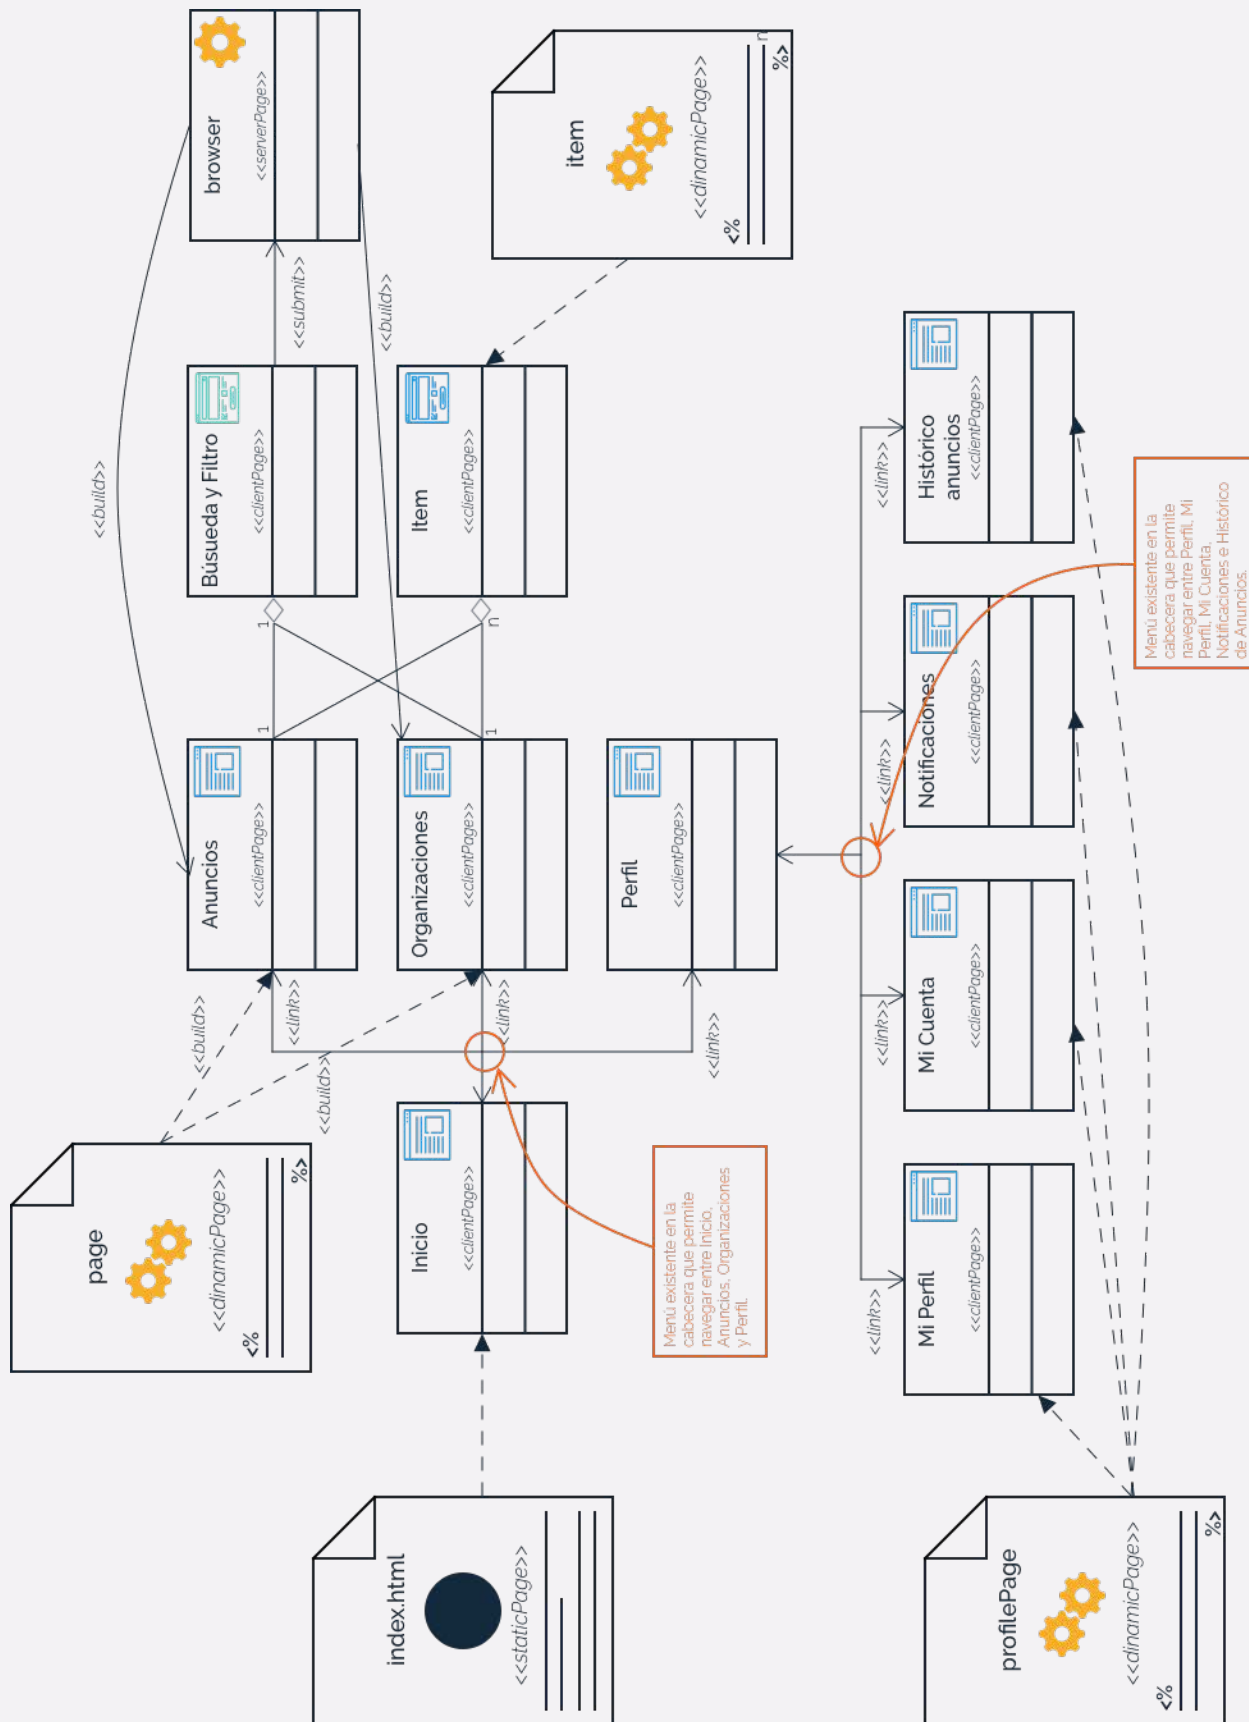 index.html
<<staticPage>>
page
<<dinamicPage>>
<%
%>
<<build>>
<<build>>
Inicio
<<clientPage>>
Menú existente en la
cabecera que permite
navegar entre Inicio,
Anuncios, Organizaciones
y Perfil.
<<link>>
<<link>>
<<link>>
Anuncios
<<clientPage>>
Organizaciones
<<clientPage>>
Perfil
<<clientPage>>
1
1
1
n
<<build>>
Búsueda y Filtro
<<clientPage>>
Item
<<clientPage>>
<<submit>>
<<build>>
browser
<<serverPage>>
item
<<dinamicPage>>
<%
n
%>
profilePage
<<dinamicPage>>
<%
%>
<<link>>
Mi Perfil
<<clientPage>>
<<link>>
Mi Cuenta
<<clientPage>>
<<link>>
Notificaciones
<<clientPage>>
<<link>>
Histórico
anuncios
<<clientPage>>
Menú existente en la
cabecera que permite
navegar entre Perfil, Mi
Perfil, Mi Cuenta,
Notificaciones e Histórico
de Anuncios.